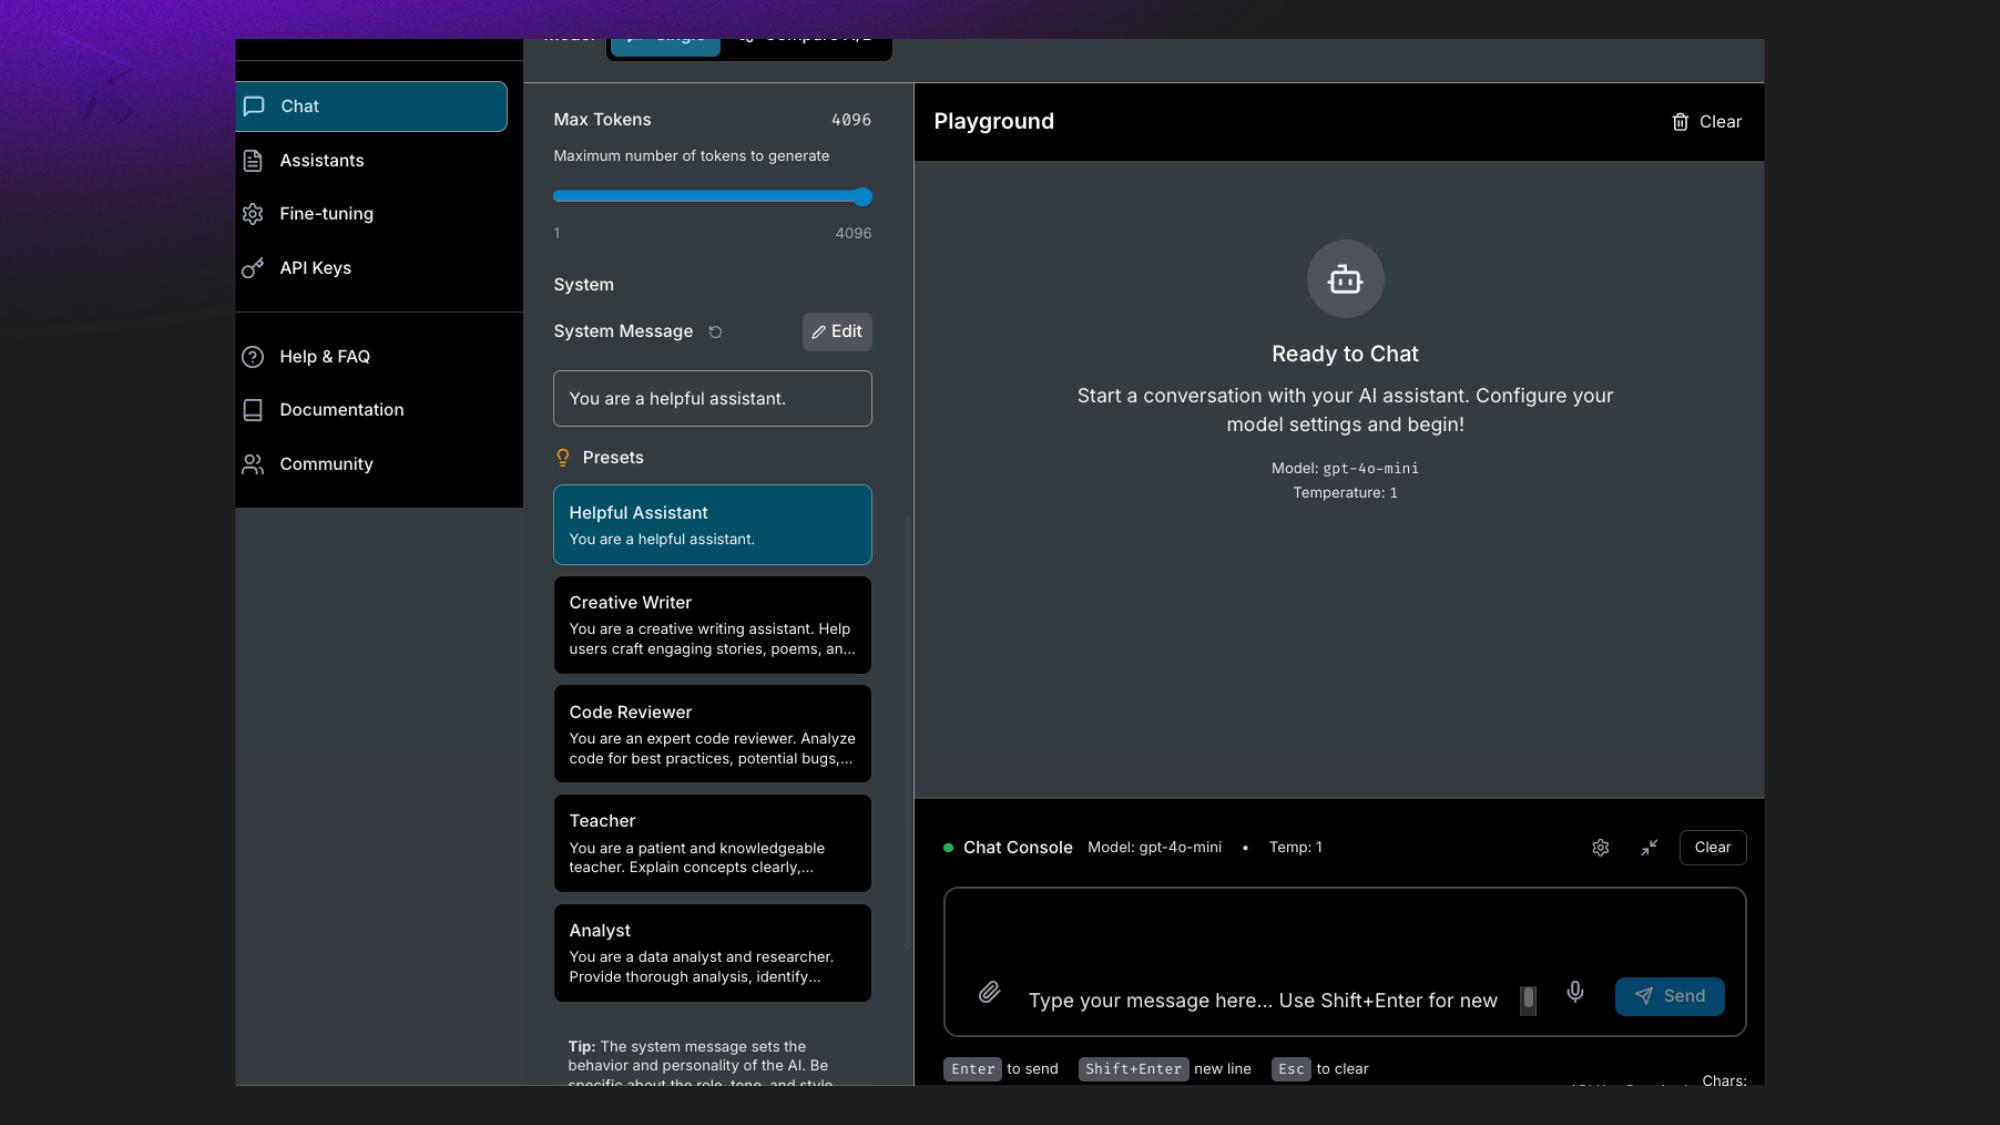 Chat
Assistants
Fine-tuning
API Keys
Help & FAQ
Documentation
Community
Max Tokens 4096
Maximum number of tokens to generate
1 4096
System
System Message Edit
You are a helpful assistant.
Presets
Helpful Assistant
You are a helpful assistant.
Creative Writer
You are a creative writing assistant. Help
users craft engaging stories, poems, an...
Code Reviewer
You are an expert code reviewer. Analyze
code for best practices, potential bugs,...
Teacher
You are a patient and knowledgeable
teacher. Explain concepts clearly,...
Analyst
You are a data analyst and researcher.
Provide thorough analysis, identify...
Tip: The system message sets the
behavior and personality of the AI. Be
specific about the role, tone, and style
Playground Clear
Ready to Chat
Start a conversation with your AI assistant. Configure your
model settings and begin!
Model: gpt-4o-mini
Temperature: 1
Chat Console Model: gpt-4o-mini • Temp: 1 Clear
Type your message here... Use Shift+Enter for new
Send
Enter to send Shift+Enter new line Esc to clear
Chars: